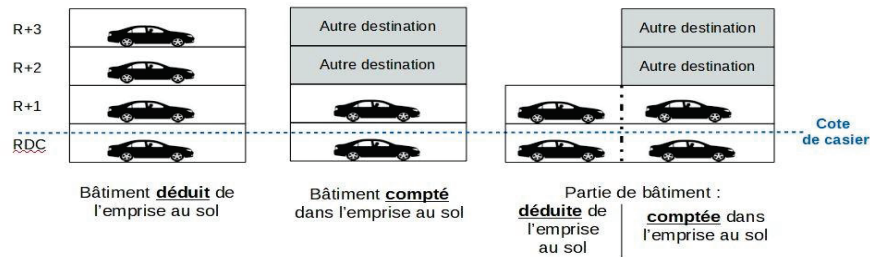 R+3
Autre destination
Autre destination
R+2
Autre destination
Autre destination
R+1
Cote
de casier
RDC
Bâtiment déduit de
l'emprise au sol
Bâtiment compté
dans l'emprise au sol
Partie de bâtiment :
déduite de
l'emprise
au sol
comptée dans
l'emprise au sol